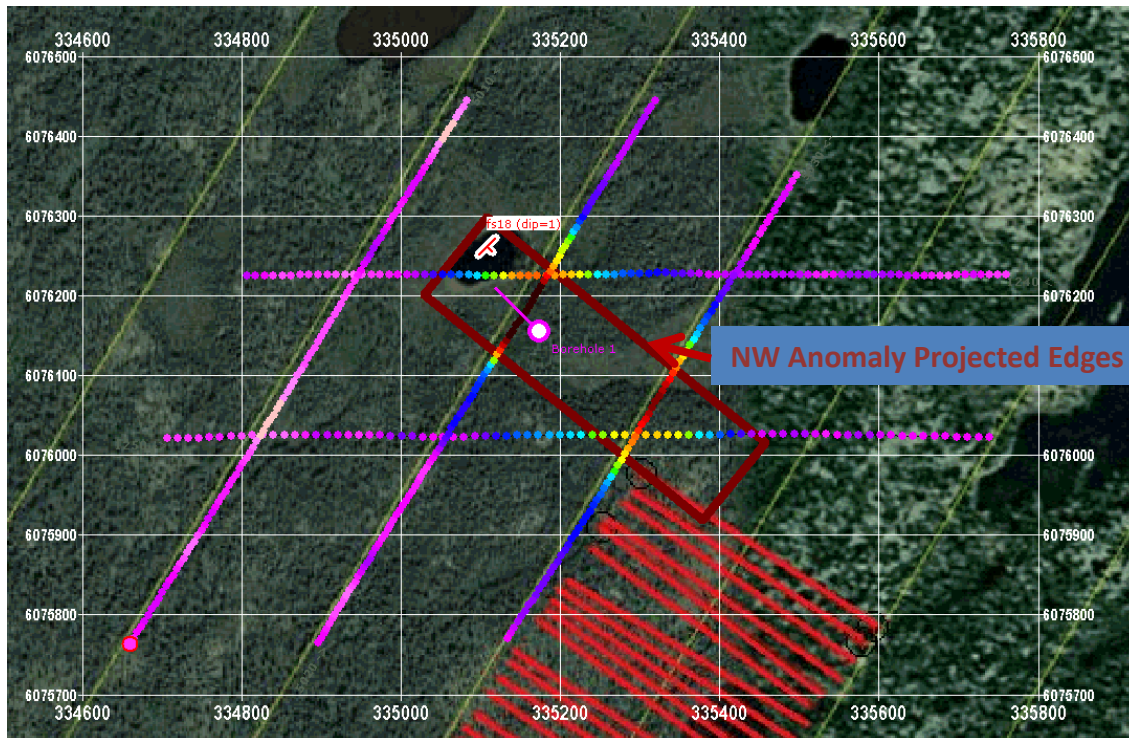 334600 334800 335000 335200 335400 335600 335800
6076500 6076500
6076400 6076400
6076300 6076300
fs18 (dip=1)
6076200 6076200
Borehole 1
NW Anomaly Projected Edges
6076100 6076100
6076000 6076000
6075900 6075900
6075800 6075800
6075700 6075700
334600 334800 335000 335200 335400 335600 335800